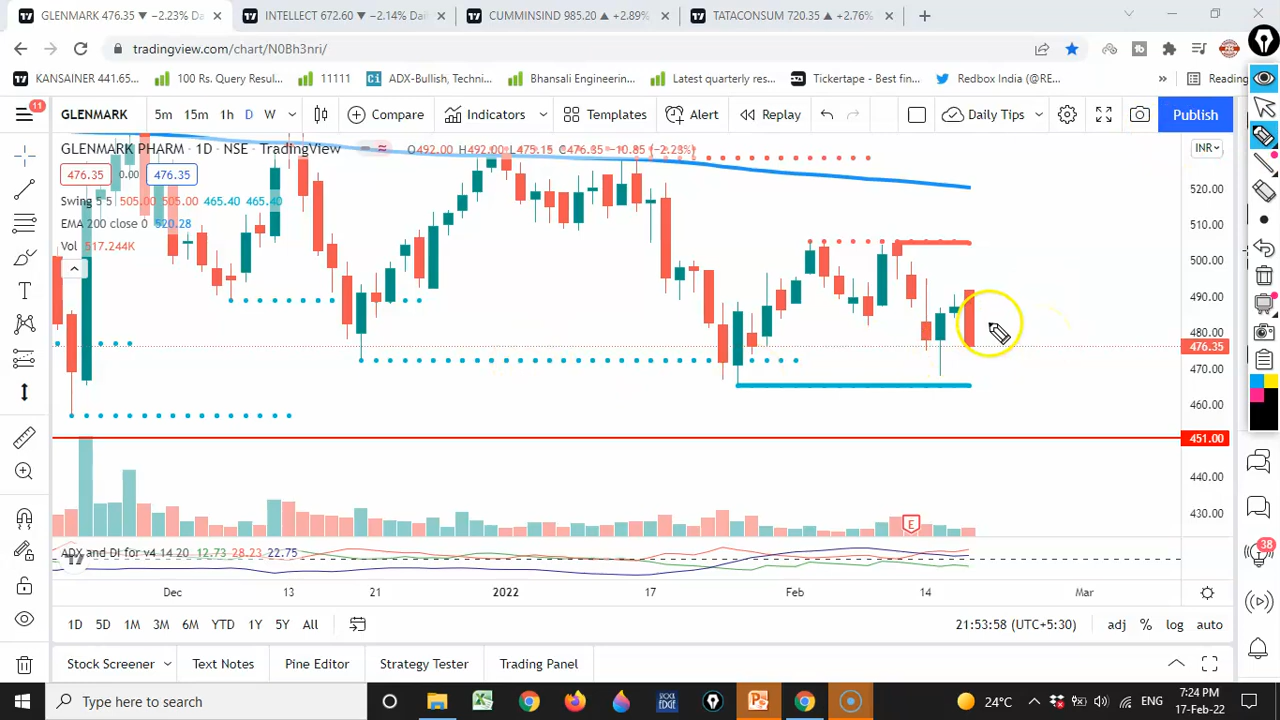 GLENMARK 476.35 ▼ −2.23% Dai
INTELLECT 672.60 ▼ −2.14% Dail
CUMMINSIND 985.20 ▲ +2.89%
TATACONSUM 720.35 ▲ +2.76%
tradingview.com/chart/N0Bh3nri/
KANSAINER 441.65...
100 Rs. Query Resul...
11111
ADX-Bullish, Techni...
Bhansali Engineerin...
Latest quarterly res...
Tickertape - Best fin...
Redbox India (@RE...
»
Reading
11
GLENMARK
5m 15m 1h D W
Compare
Indicators
Templates
Alert
Replay
Daily Tips
Publish
GLENMARK PHARM · 1D · NSE · TradingView
O492.00 H492.00 L475.15 C476.35 −10.85 (−2.23%)
INR
476.35 0.00 476.35
Swing 5 5 505.00 505.00 465.40 465.40
EMA 200 close 0 520.28
Vol 517.244K
520.00
510.00
500.00
490.00
480.00
476.35
470.00
460.00
451.00
440.00
430.00
E
ADX and DI for v4 14 20 12.73 28.23 22.75
38
Dec 13 21 2022 17 Feb 14 Mar
1D 5D 1M 3M 6M YTD 1Y 5Y All
21:53:58 (UTC+5:30)
adj % log auto
Stock Screener
Text Notes
Pine Editor
Strategy Tester
Trading Panel
Type here to search
STOCK EDGE
24°C
ENG
7:24 PM
17-Feb-22